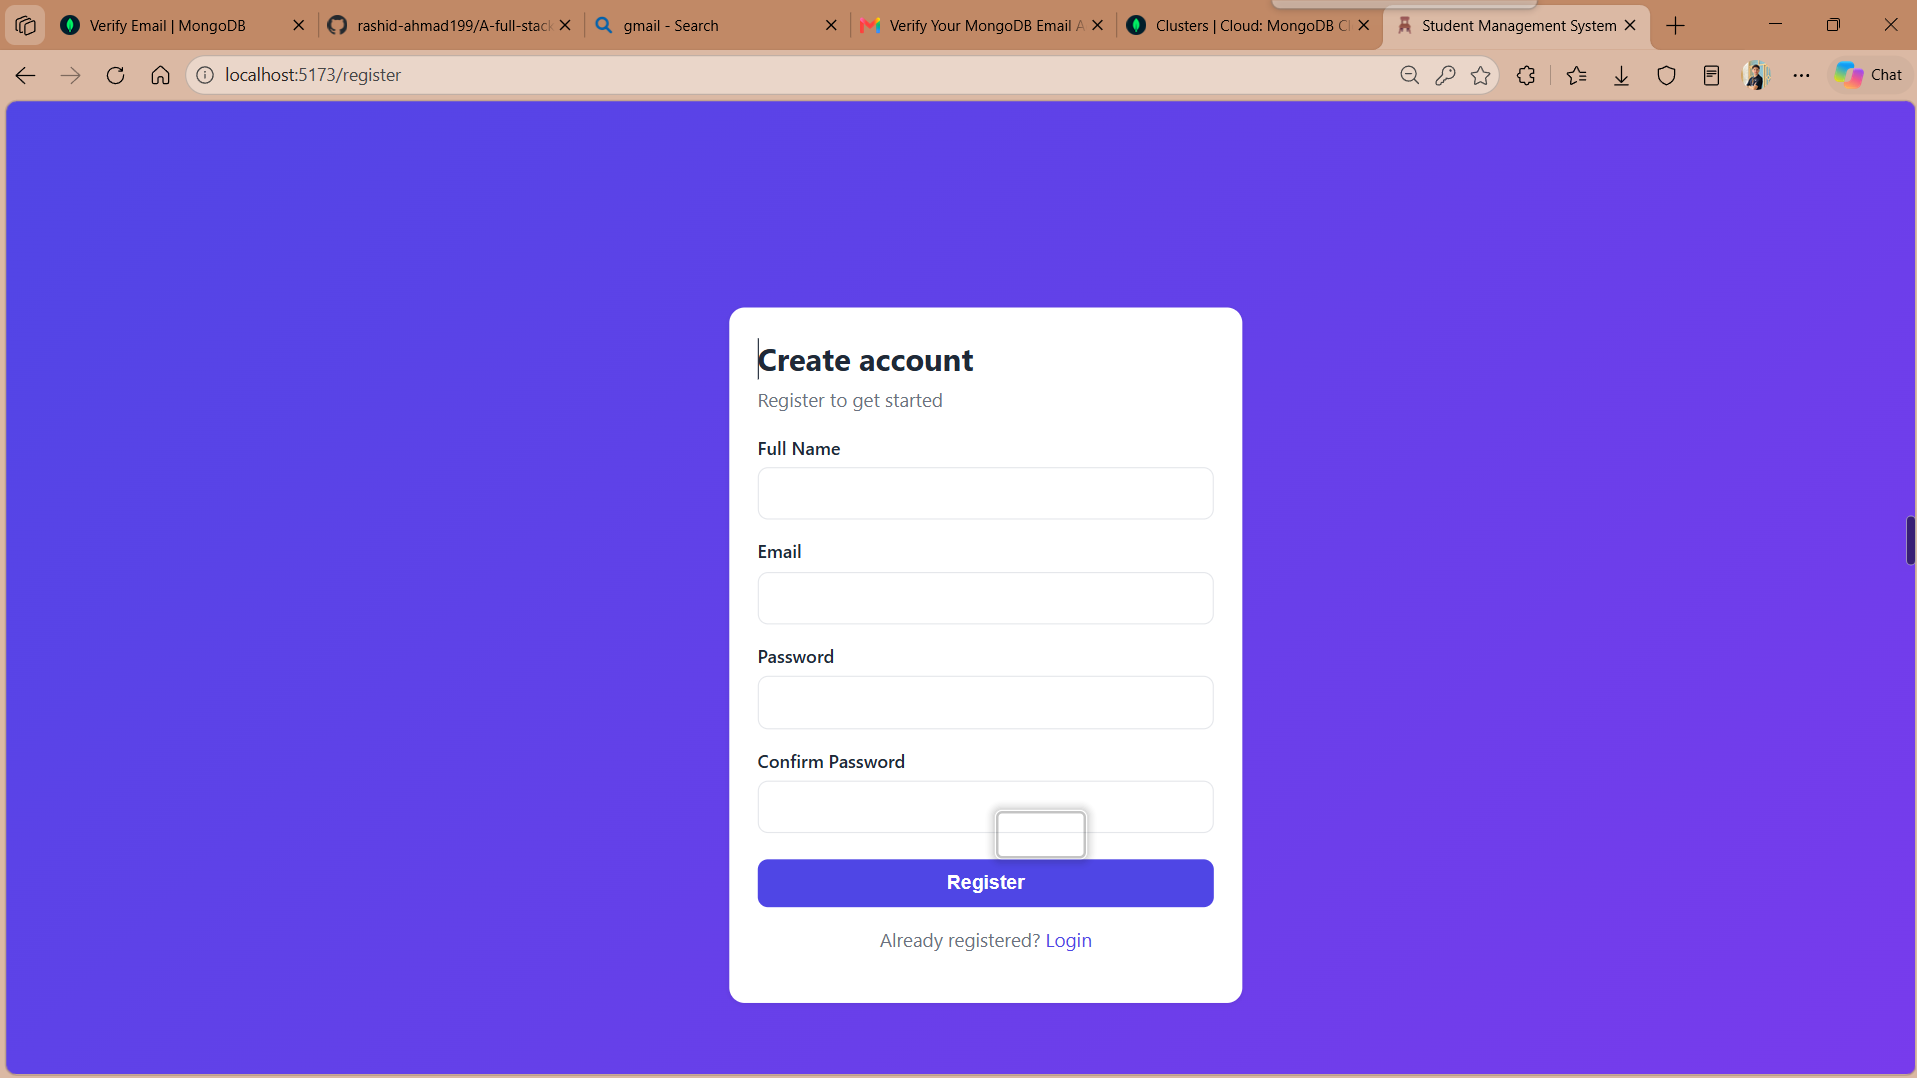 Verify Email | MongoDB
rashid-ahmad199/A-full-stack
gmail - Search
Verify Your MongoDB Email A
Clusters | Cloud: MongoDB Cl
Student Management System
localhost:5173/register
Chat
Create account
Register to get started
Full Name
Email
Password
Confirm Password
Register
Already registered? Login